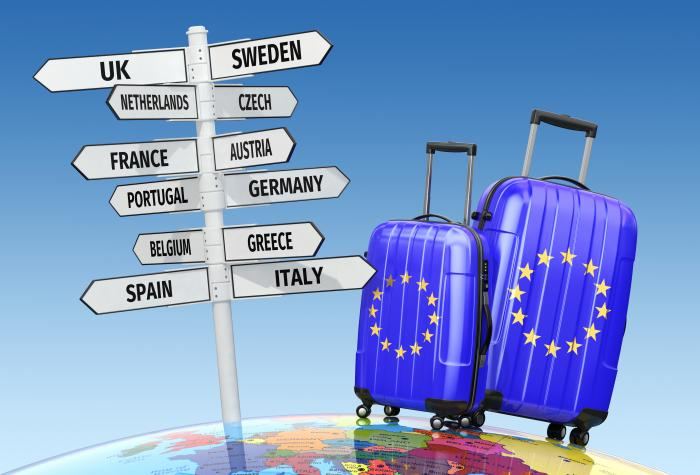 UK
SWEDEN
NETHERLANDS
CZECH
FRANCE
AUSTRIA
PORTUGAL
GERMANY
BELGIUM
GREECE
SPAIN
ITALY